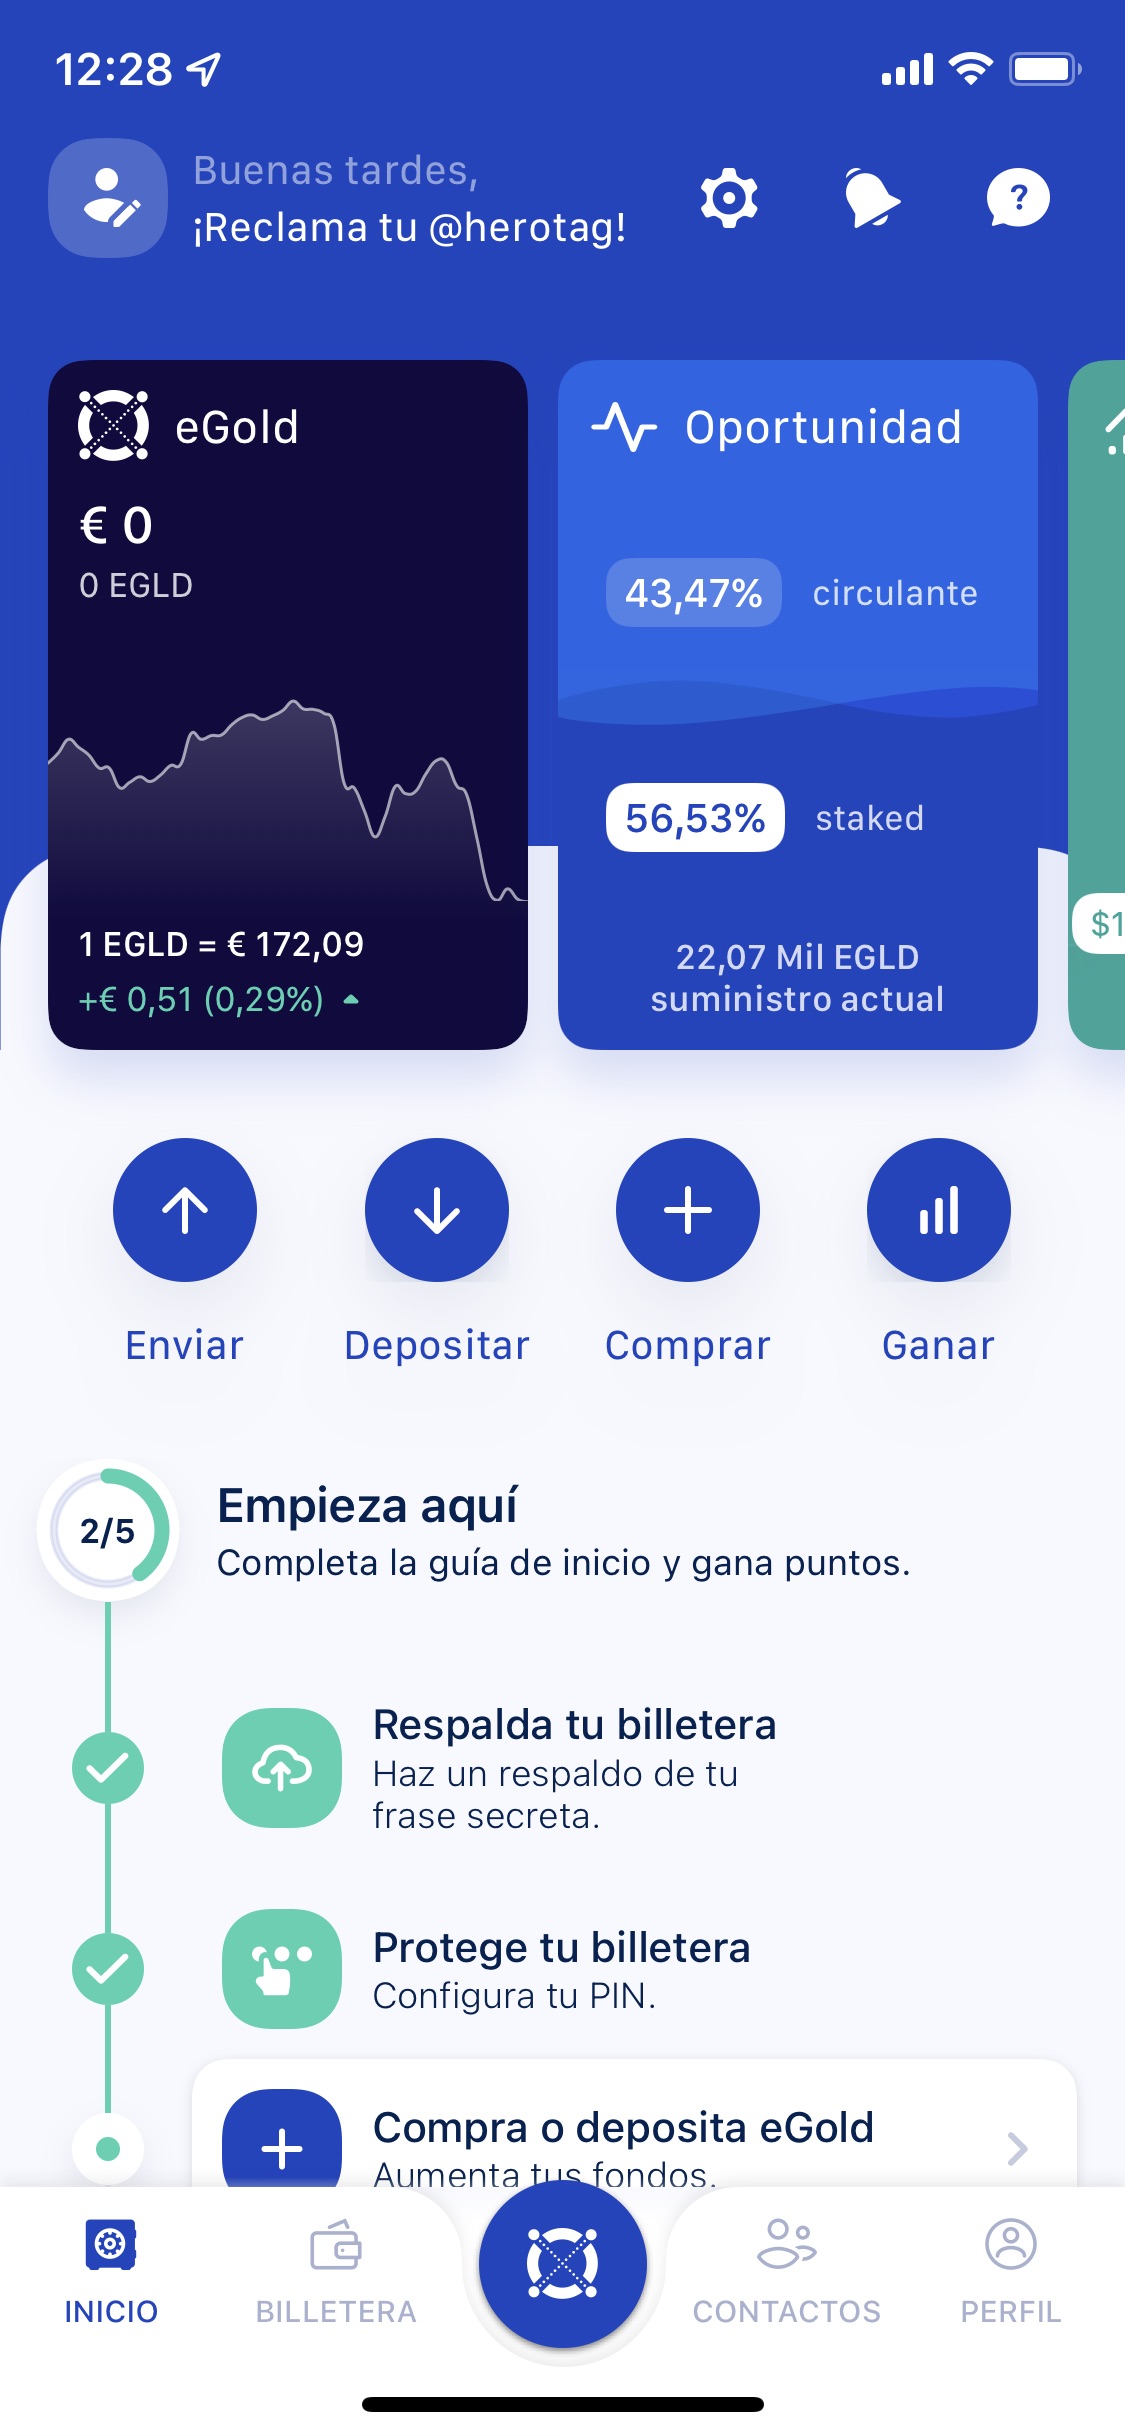 12:28
Buenas tardes,
¡Reclama tu @herotag!
?
eGold
€ 0
0 EGLD
1 EGLD = € 172,09
+€ 0,51 (0,29%)
Oportunidad
43,47% circulante
56,53% staked
22,07 Mil EGLD
suministro actual
$1
Enviar
Depositar
Comprar
Ganar
2/5
Empieza aquí
Completa la guía de inicio y gana puntos.
Respalda tu billetera
Haz un respaldo de tu
frase secreta.
Protege tu billetera
Configura tu PIN.
Compra o deposita eGold
Aumenta tus fondos.
INICIO
BILLETERA
CONTACTOS
PERFIL